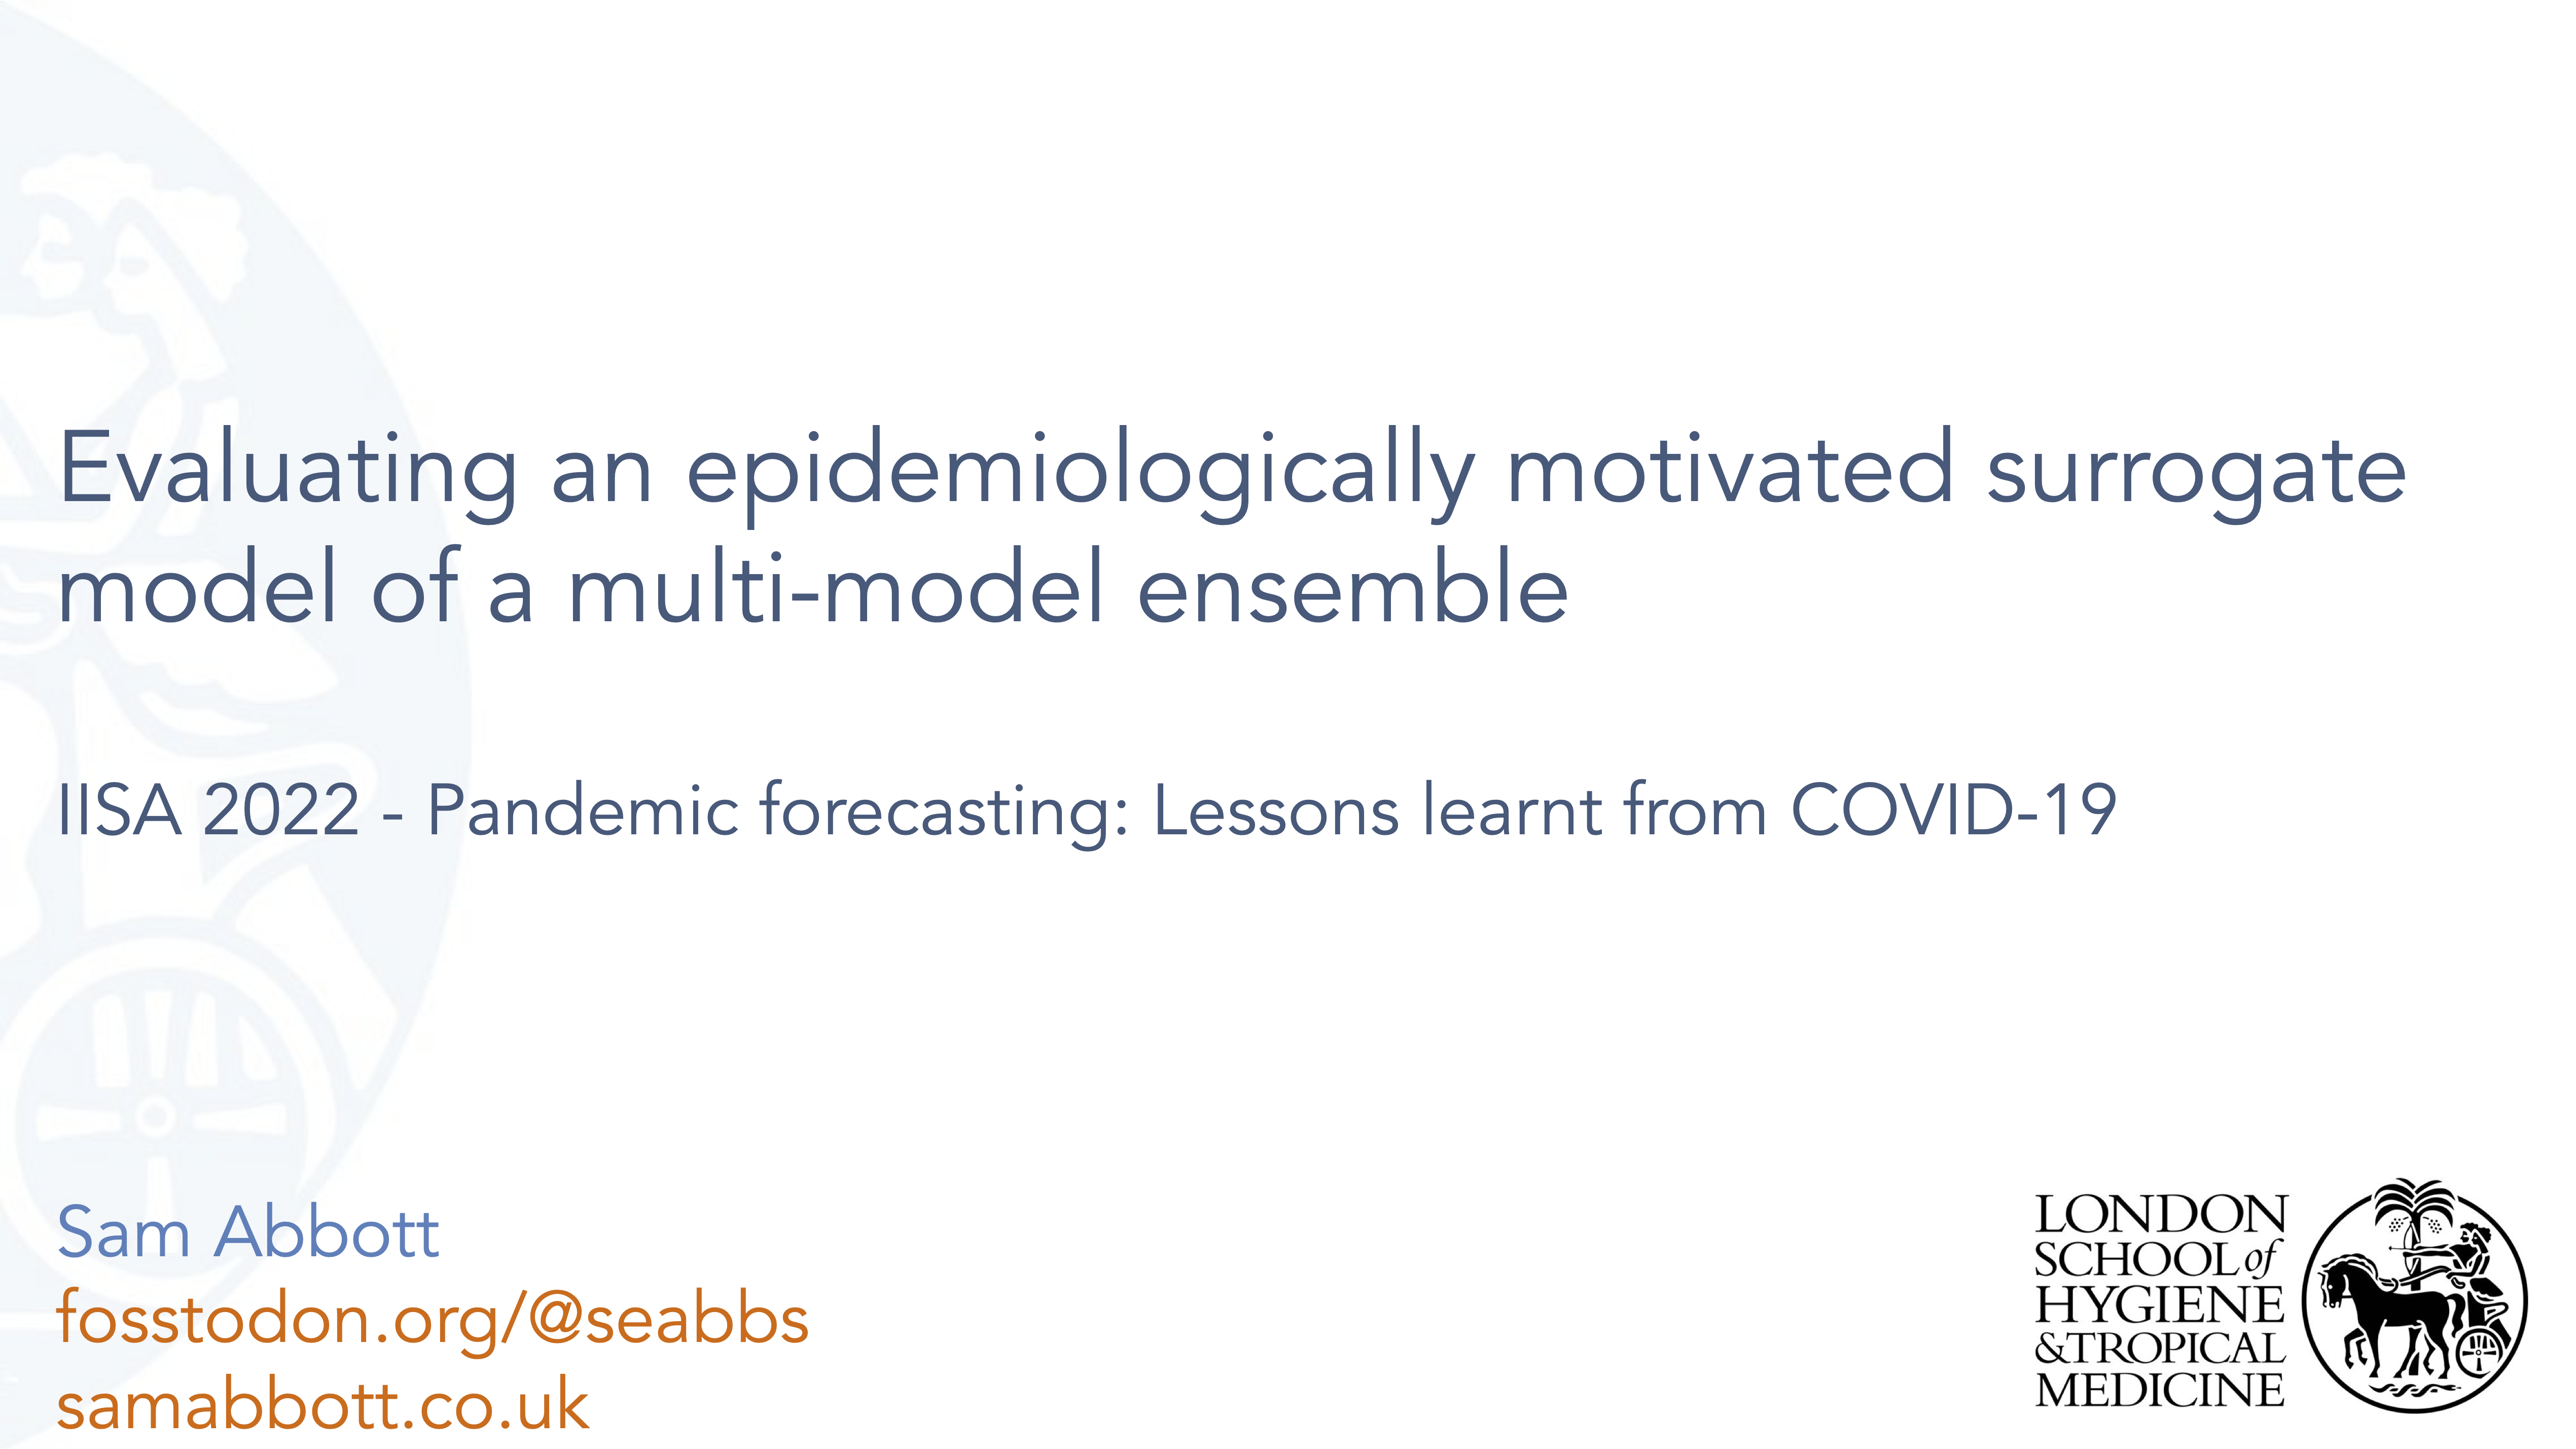 Evaluating an epidemiologically motivated surrogate
model of a multi-model ensemble
IISA 2022 - Pandemic forecasting: Lessons learnt from COVID-19
Sam Abbott
fosstodon.org/@seabbs
samabbott.co.uk
LONDON
SCHOOL of
HYGIENE
&TROPICAL
MEDICINE